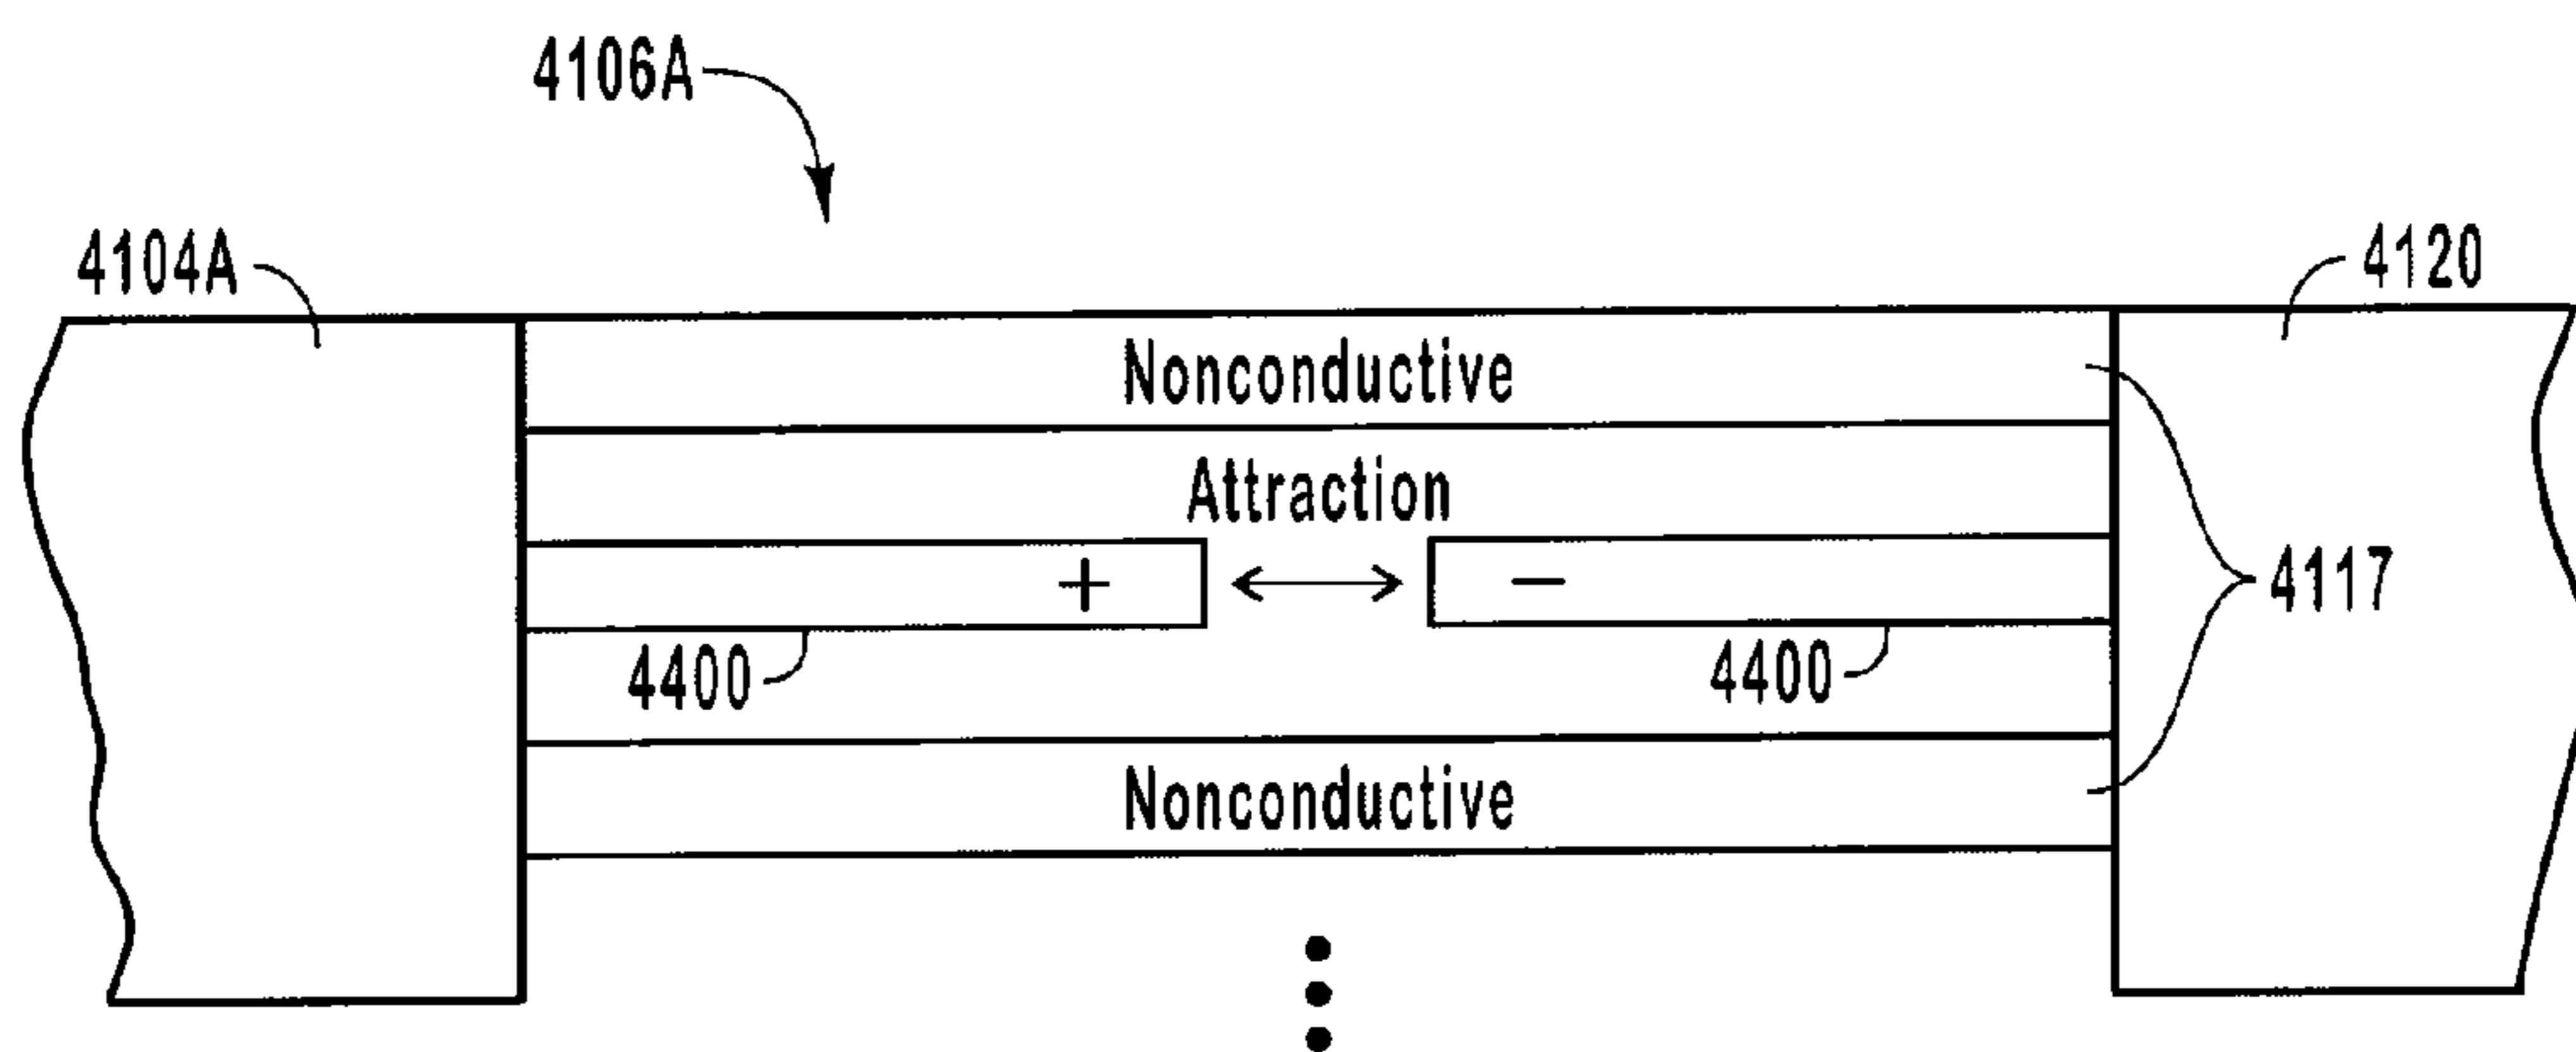 4106A
4104A
4120
Nonconductive
Attraction
+ −
4117
4400 4400
Nonconductive